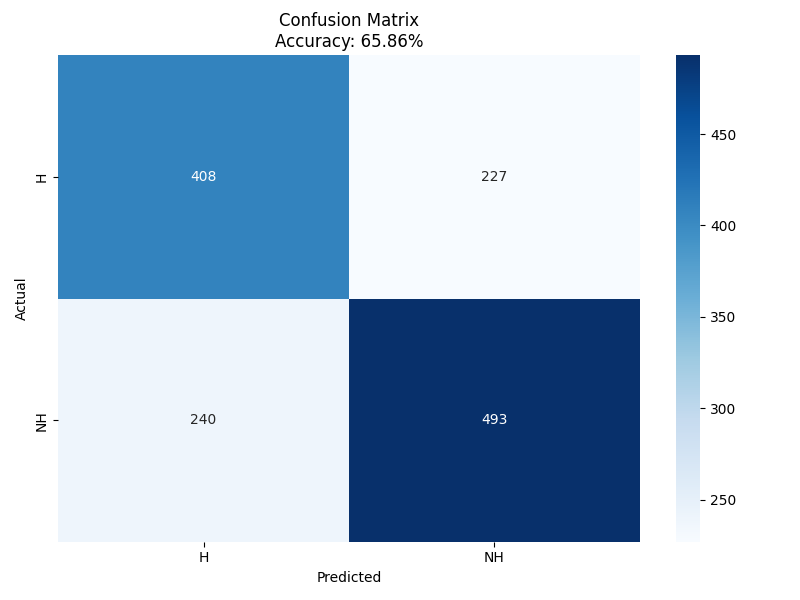 Confusion Matrix
Accuracy: 65.86%
H
408
227
NH
240
493
Actual
H
NH
Predicted
450
400
350
300
250